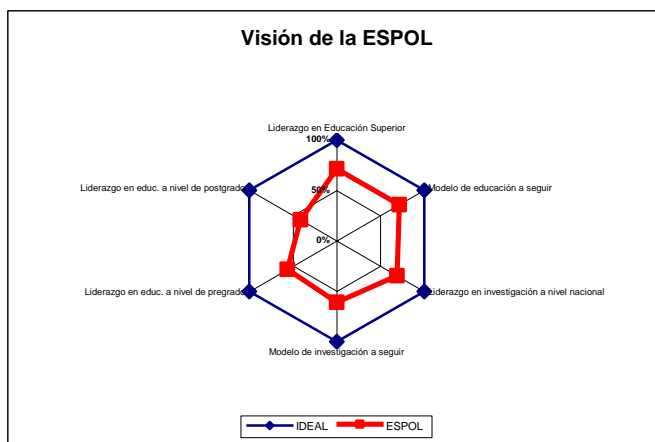 Visión de la ESPOL
Liderazgo en Educación Superior
100%
Liderazgo en educ. a nivel de postgrado
Modelo de educación a seguir
50%
0%
Liderazgo en educ. a nivel de pregrado
Liderazgo en investigación a nivel nacional
Modelo de investigación a seguir
IDEAL
ESPOL